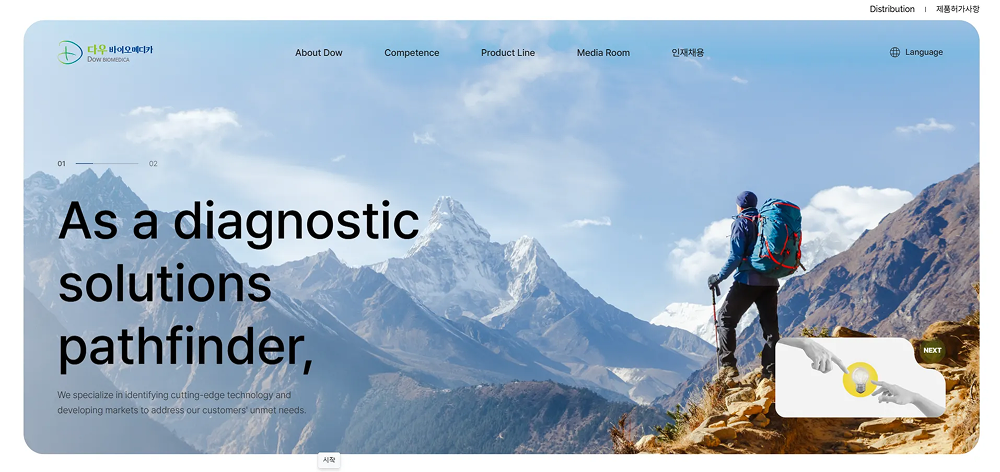 Distribution | 제품허가사항
다우 바이오메디카
DOW BIOMEDICA
About Dow Competence Product Line Media Room 인재채용 Language
01 02
As a diagnostic
solutions
pathfinder,
NEXT
We specialize in identifying cutting-edge technology and
developing markets to address our customers' unmet needs.
시작